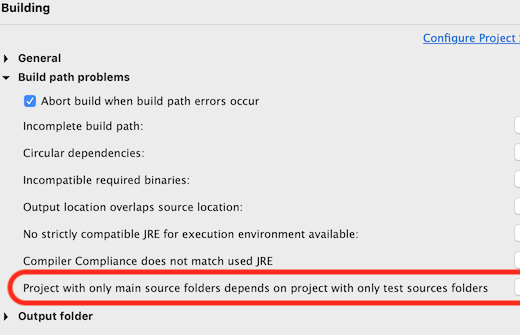 Building
Configure Project
General
Build path problems
Abort build when build path errors occur
Incomplete build path:
Circular dependencies:
Incompatible required binaries:
Output location overlaps source location:
No strictly compatible JRE for execution environment available:
Compiler Compliance does not match used JRE
Project with only main source folders depends on project with only test sources folders
Output folder